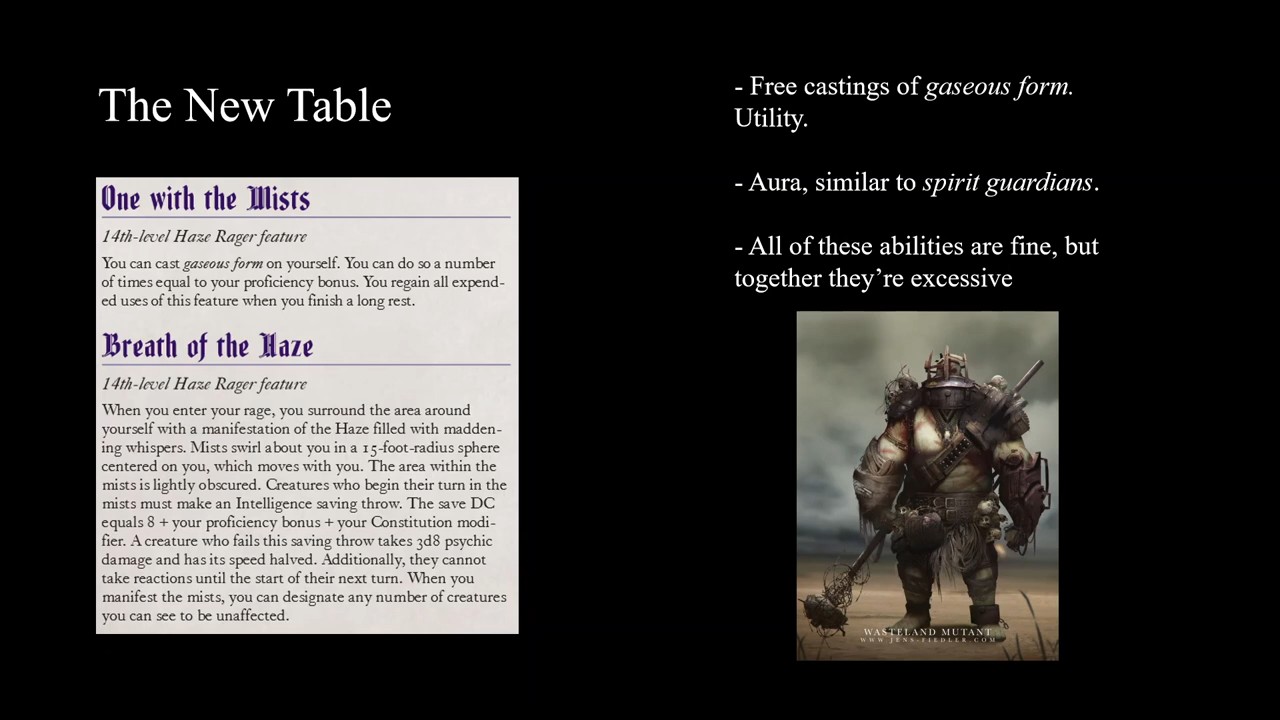 The New Table
One with the Mists
14th-level Haze Rager feature
You can cast gaseous form on yourself. You can do so a number
of times equal to your proficiency bonus. You regain all expend-
ed uses of this feature when you finish a long rest.
Breath of the Haze
14th-level Haze Rager feature
When you enter your rage, you surround the area around
yourself with a manifestation of the Haze filled with madden-
ing whispers. Mists swirl about you in a 15-foot-radius sphere
centered on you, which moves with you. The area within the
mists is lightly obscured. Creatures who begin their turn in the
mists must make an Intelligence saving throw. The save DC
equals 8 + your proficiency bonus + your Constitution modi-
fier. A creature who fails this saving throw takes 3d8 psychic
damage and has its speed halved. Additionally, they cannot
take reactions until the start of their next turn. When you
manifest the mists, you can designate any number of creatures
you can see to be unaffected.
- Free castings of gaseous form.
Utility.
- Aura, similar to spirit guardians.
- All of these abilities are fine, but
together they’re excessive
WASTELAND MUTANT
WWW.JENS-FIEDLER.COM